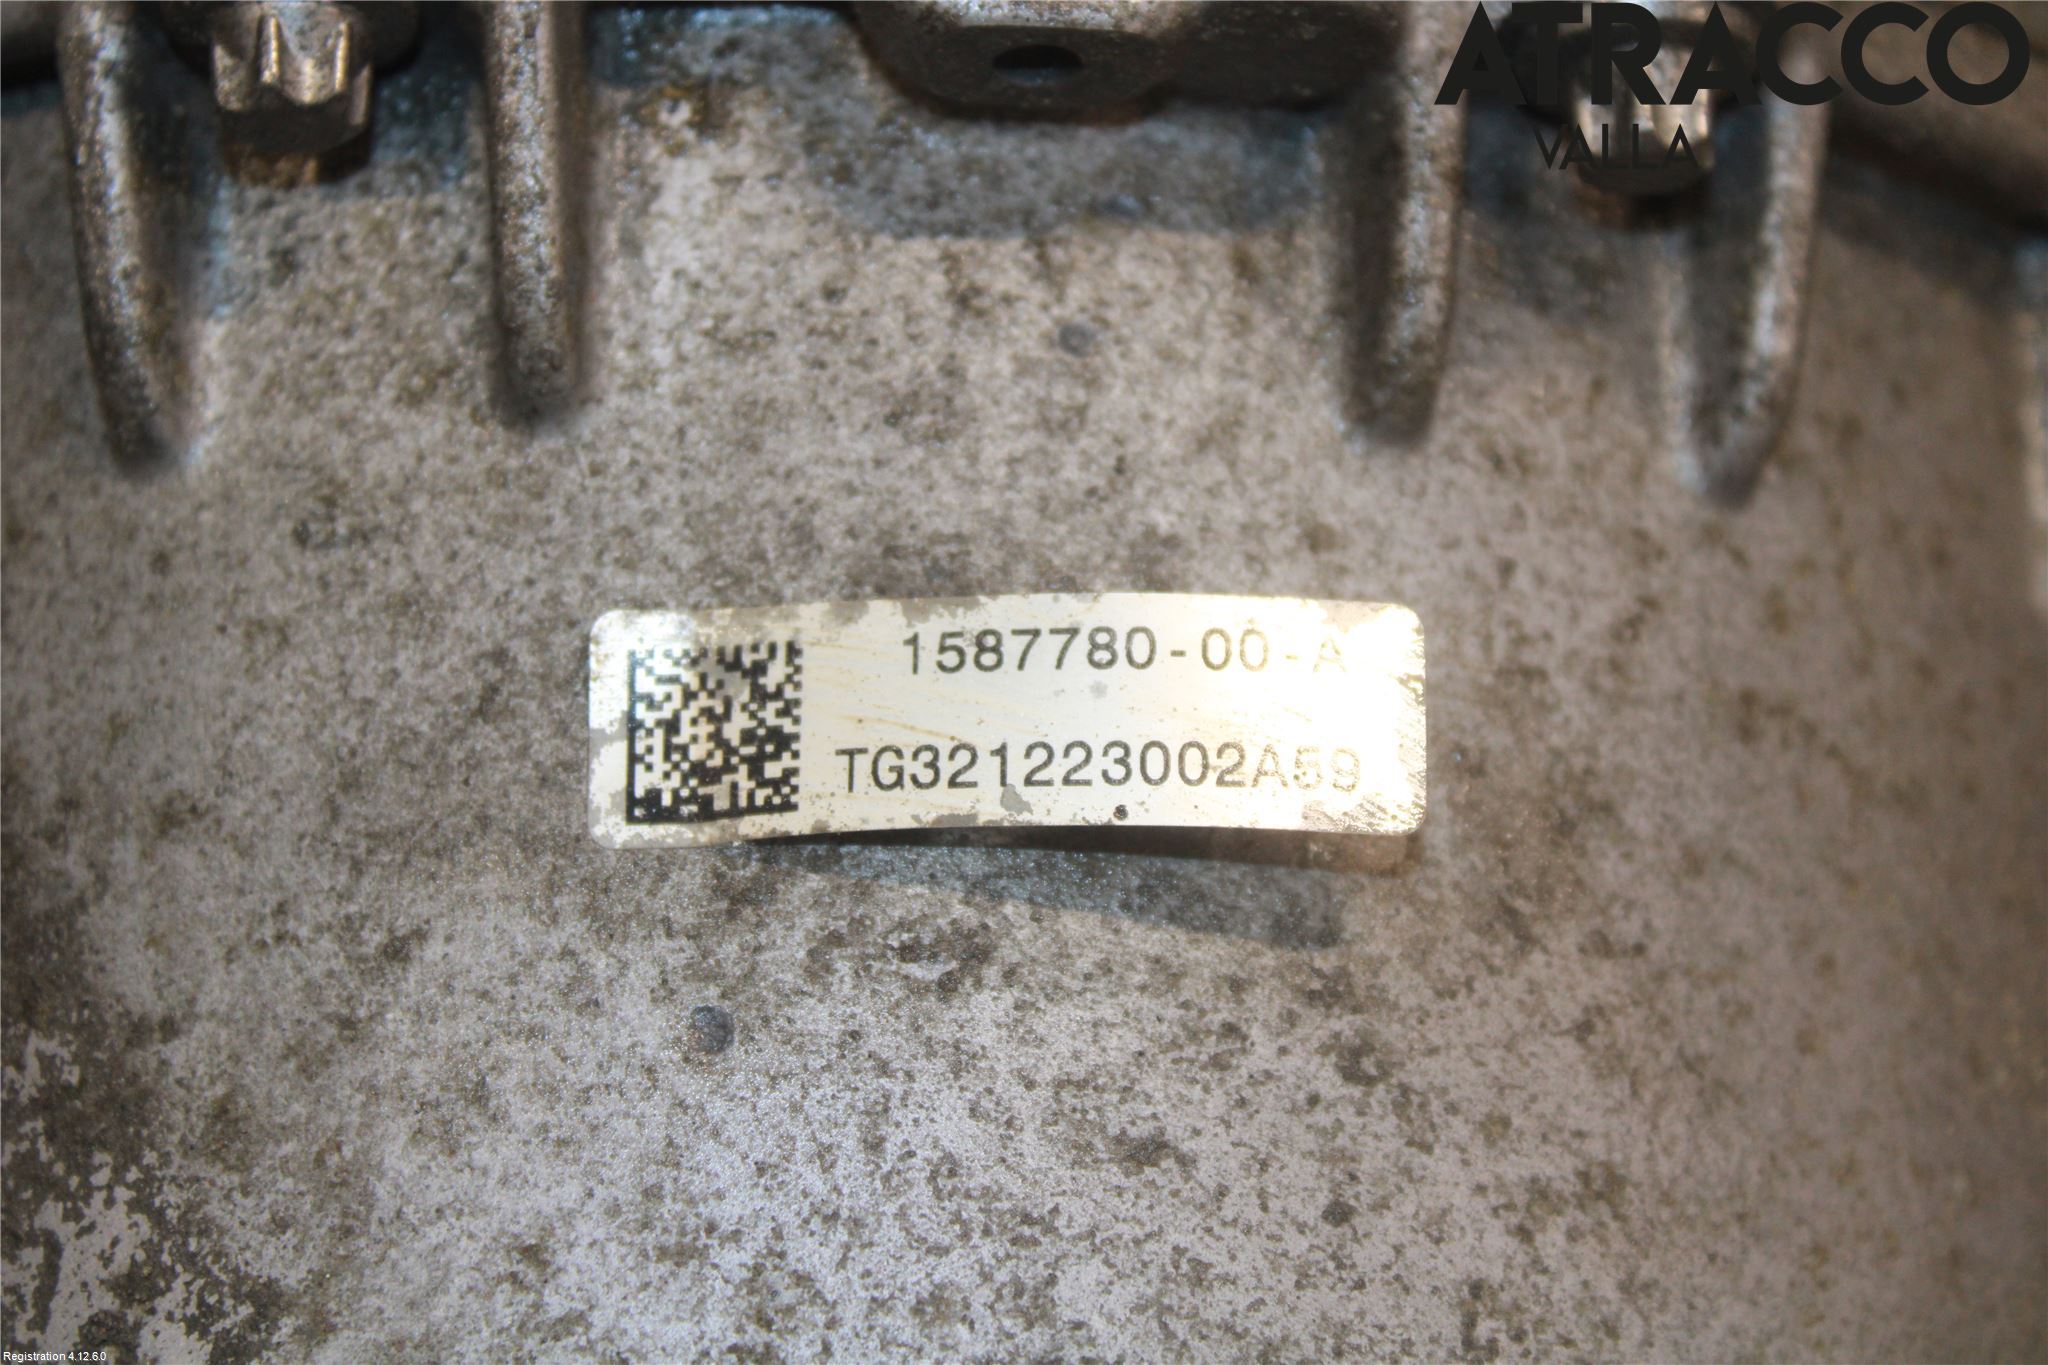 ATRACCO
VALLA
1587780-00-A
TG321223002A59
Registration 4.12.6.0